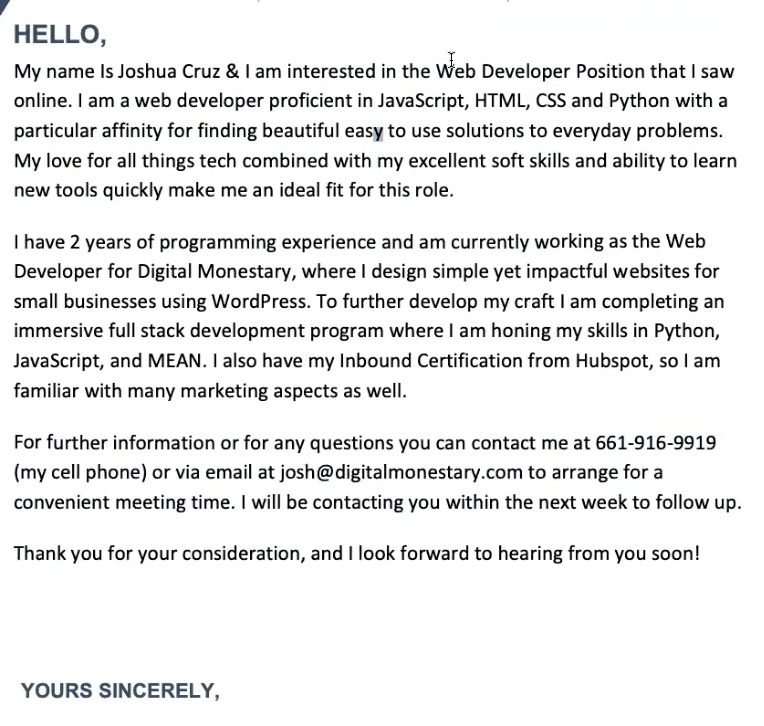 HELLO,
My name Is Joshua Cruz & I am interested in the Web Developer Position that I saw
online. I am a web developer proficient in JavaScript, HTML, CSS and Python with a
particular affinity for finding beautiful easy to use solutions to everyday problems.
My love for all things tech combined with my excellent soft skills and ability to learn
new tools quickly make me an ideal fit for this role.
I have 2 years of programming experience and am currently working as the Web
Developer for Digital Monestary, where I design simple yet impactful websites for
small businesses using WordPress. To further develop my craft I am completing an
immersive full stack development program where I am honing my skills in Python,
JavaScript, and MEAN. I also have my Inbound Certification from Hubspot, so I am
familiar with many marketing aspects as well.
For further information or for any questions you can contact me at 661-916-9919
(my cell phone) or via email at josh@digitalmonestary.com to arrange for a
convenient meeting time. I will be contacting you within the next week to follow up.
Thank you for your consideration, and I look forward to hearing from you soon!
YOURS SINCERELY,